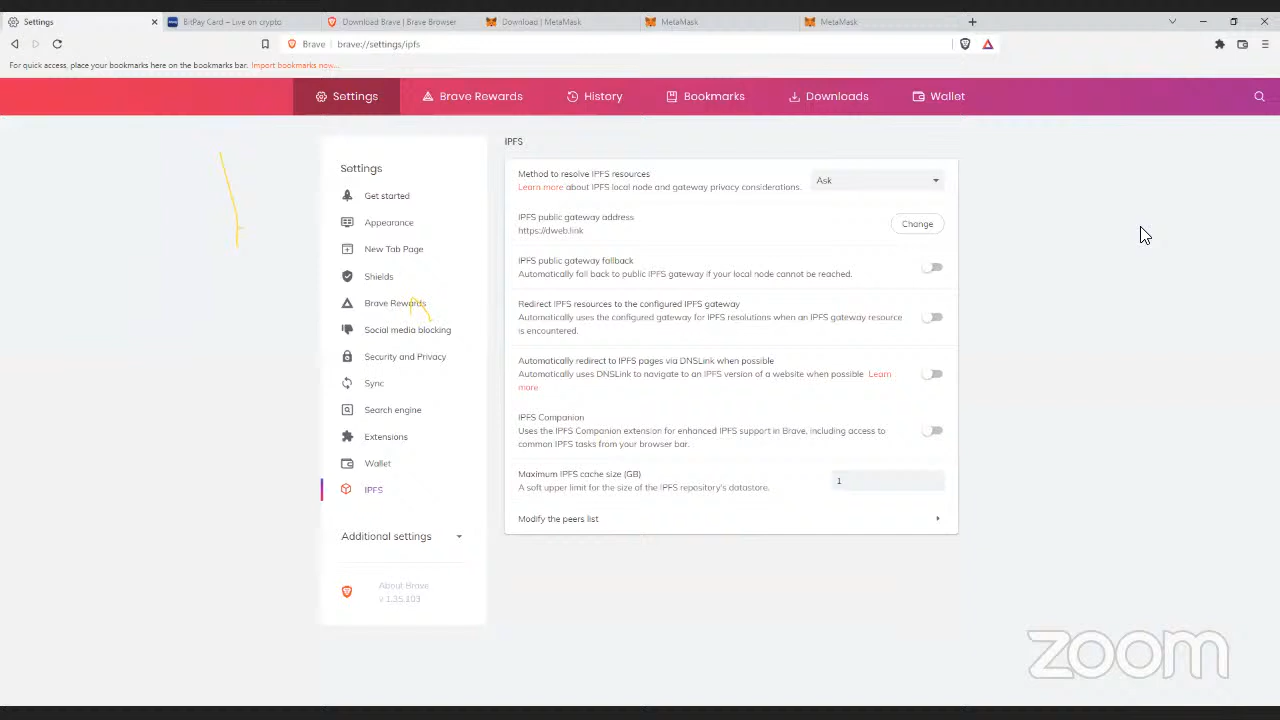 Settings
BitPay Card – Live on crypto
Download Brave | Brave Browser
Download | MetaMask
MetaMask
MetaMask
Brave
brave://settings/ipfs
For quick access, place your bookmarks here on the bookmarks bar. Import bookmarks now...
Settings
Brave Rewards
History
Bookmarks
Downloads
Wallet
Settings
Get started
Appearance
New Tab Page
Shields
Brave Rewards
Social media blocking
Security and Privacy
Sync
Search engine
Extensions
Wallet
IPFS
Additional settings
About Brave
v 1.35.103
IPFS
Method to resolve IPFS resources
Learn more about IPFS local node and gateway privacy considerations.
Ask
IPFS public gateway address
https://dweb.link
Change
IPFS public gateway fallback
Automatically fall back to public IPFS gateway if your local node cannot be reached.
Redirect IPFS resources to the configured IPFS gateway
Automatically uses the configured gateway for IPFS resolutions when an IPFS gateway resource
is encountered.
Automatically redirect to IPFS pages via DNSLink when possible
Automatically uses DNSLink to navigate to an IPFS version of a website when possible Learn
more
IPFS Companion
Uses the IPFS Companion extension for enhanced IPFS support in Brave, including access to
common IPFS tasks from your browser bar.
Maximum IPFS cache size (GB)
A soft upper limit for the size of the IPFS repository's datastore.
1
Modify the peers list
zoom